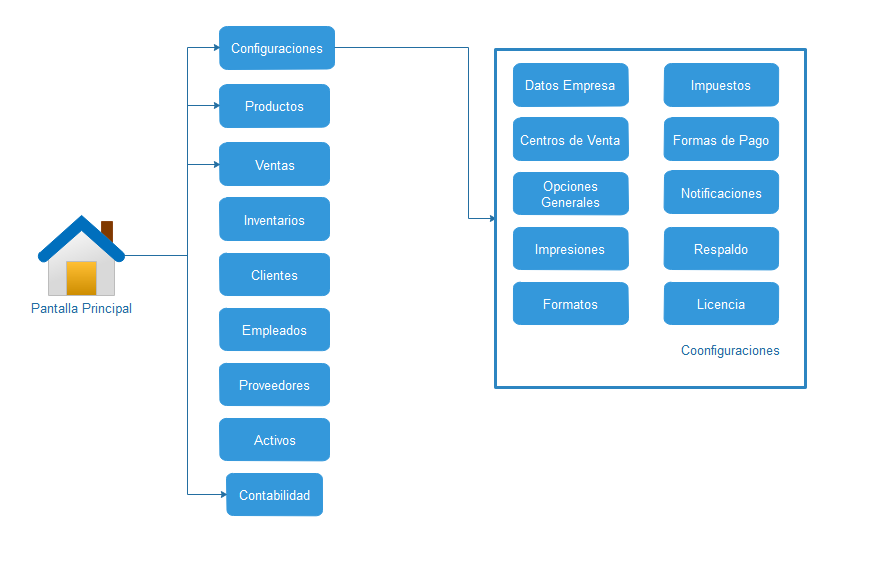 Configuraciones
Productos
Ventas
Inventarios
Clientes
Empleados
Proveedores
Activos
Contabilidad
Pantalla Principal
Datos Empresa
Impuestos
Centros de Venta
Formas de Pago
Opciones
Generales
Notificaciones
Impresiones
Respaldo
Formatos
Licencia
Coonfiguraciones